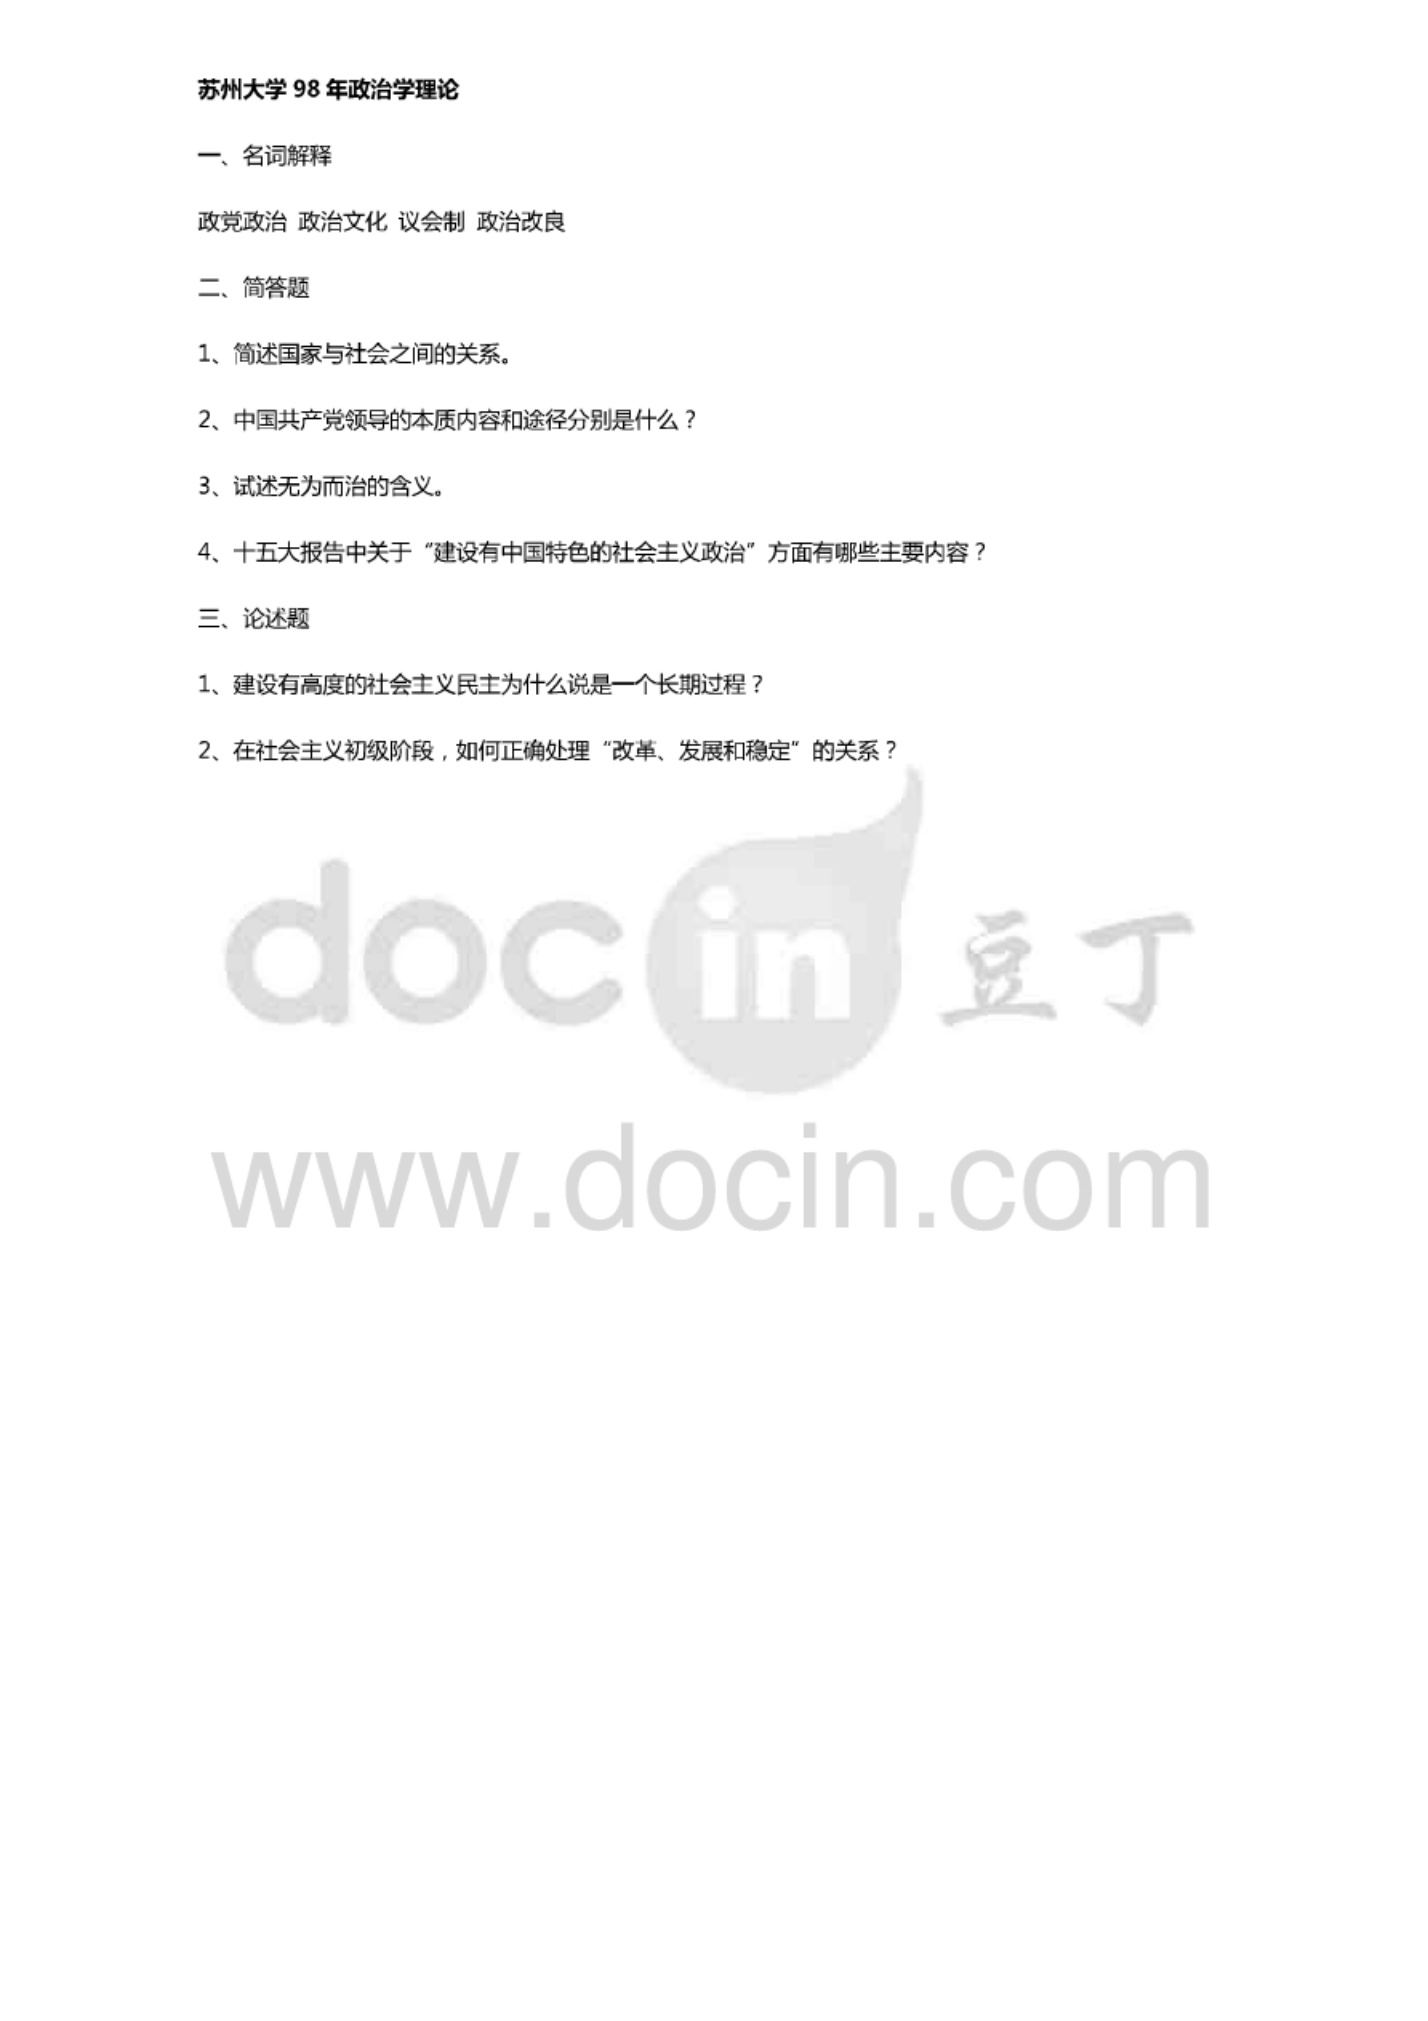 苏州大学 98 年政治学理论
一、名词解释
政党政治 政治文化 议会制 政治改良
二、简答题
1、简述国家与社会之间的关系。
2、中国共产党领导的本质内容和途径分别是什么？
3、试述无为而治的含义。
4、十五大报告中关于“建设有中国特色的社会主义政治”方面有哪些主要内容？
三、论述题
1、建设有高度的社会主义民主为什么说是一个长期过程？
2、在社会主义初级阶段，如何正确处理“改革、发展和稳定”的关系？
docin 豆丁
www.docin.com